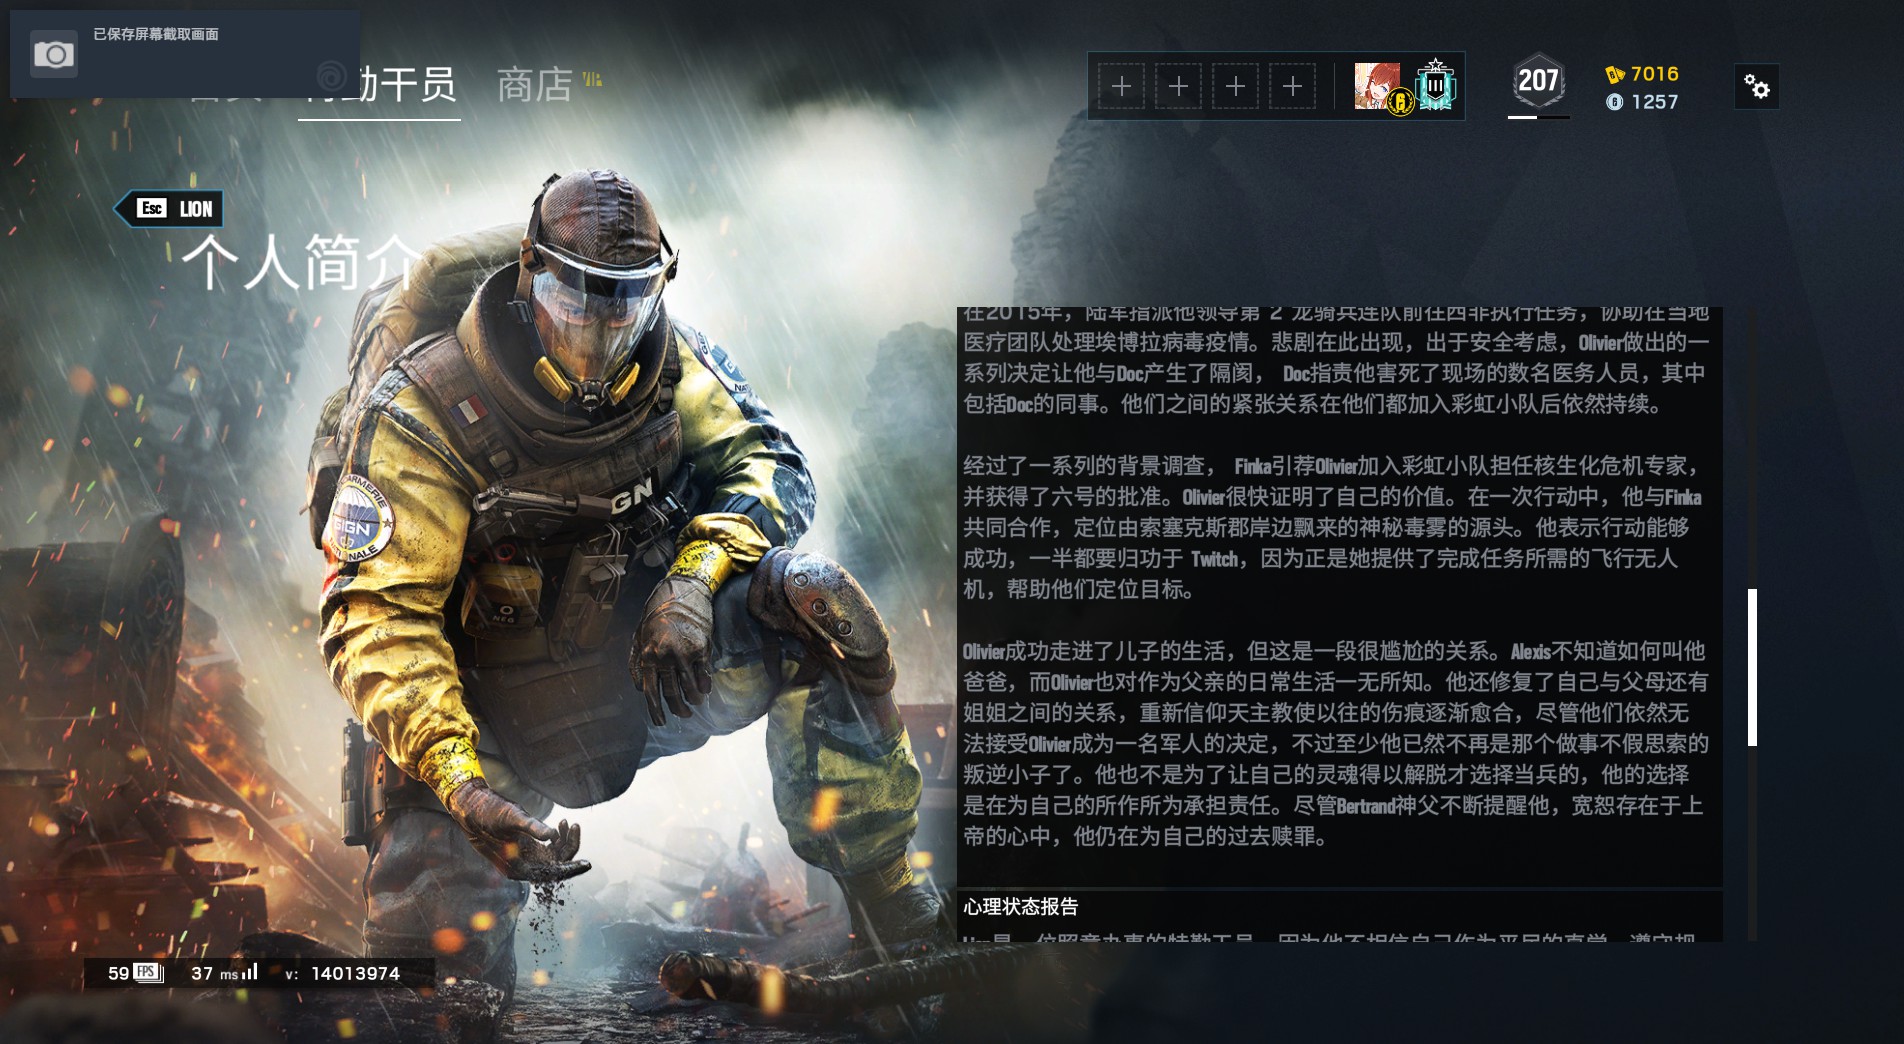 已保存屏幕截取画面
动干员
商店
207
7016
1257
Esc LION
个人简介
在2015年，陆军指派他领导第 2 龙骑兵连队前往西非执行任务，协助在当地
医疗团队处理埃博拉病毒疫情。悲剧在此出现，出于安全考虑，Olivier做出的一
系列决定让他与Doc产生了隔阂， Doc指责他害死了现场的数名医务人员，其中
包括Doc的同事。他们之间的紧张关系在他们都加入彩虹小队后依然持续。
经过了一系列的背景调查， Finka引荐Olivier加入彩虹小队担任核生化危机专家，
并获得了六号的批准。Olivier很快证明了自己的价值。在一次行动中，他与Finka
共同合作，定位由索塞克斯郡岸边飘来的神秘毒雾的源头。他表示行动能够
成功，一半都要归功于 Twitch，因为正是她提供了完成任务所需的飞行无人
机，帮助他们定位目标。
Olivier成功走进了儿子的生活，但这是一段很尴尬的关系。Alexis不知道如何叫他
爸爸，而Olivier也对作为父亲的日常生活一无所知。他还修复了自己与父母还有
姐姐之间的关系，重新信仰天主教使以往的伤痕逐渐愈合，尽管他们依然无
法接受Olivier成为一名军人的决定，不过至少他已然不再是那个做事不假思索的
叛逆小子了。他也不是为了让自己的灵魂得以解脱才选择当兵的，他的选择
是在为自己的所作所为承担责任。尽管Bertrand神父不断提醒他，宽恕存在于上
帝的心中，他仍在为自己的过去赎罪。
心理状态报告
GIGN
NALE
GN
59 FPS 37 ms v: 14013974